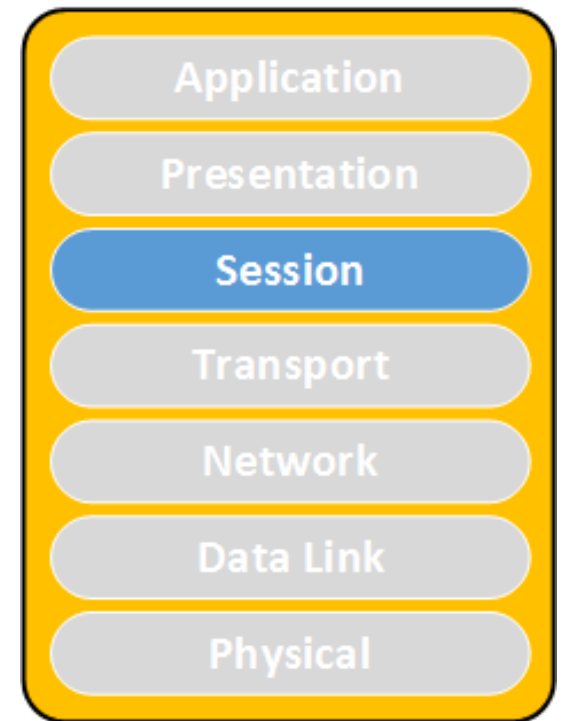 Application
Presentation
Session
Transport
Network
Data Link
Physical